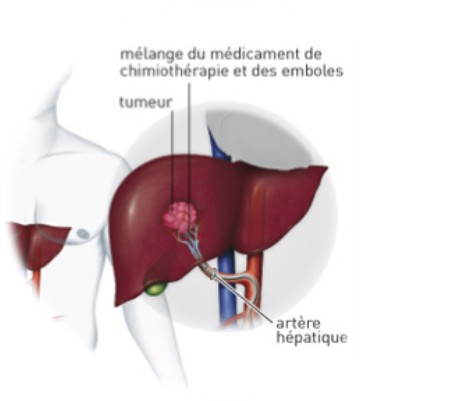 mélange du médicament de
chimiothérapie et des emboles
tumeur
artère
hépatique